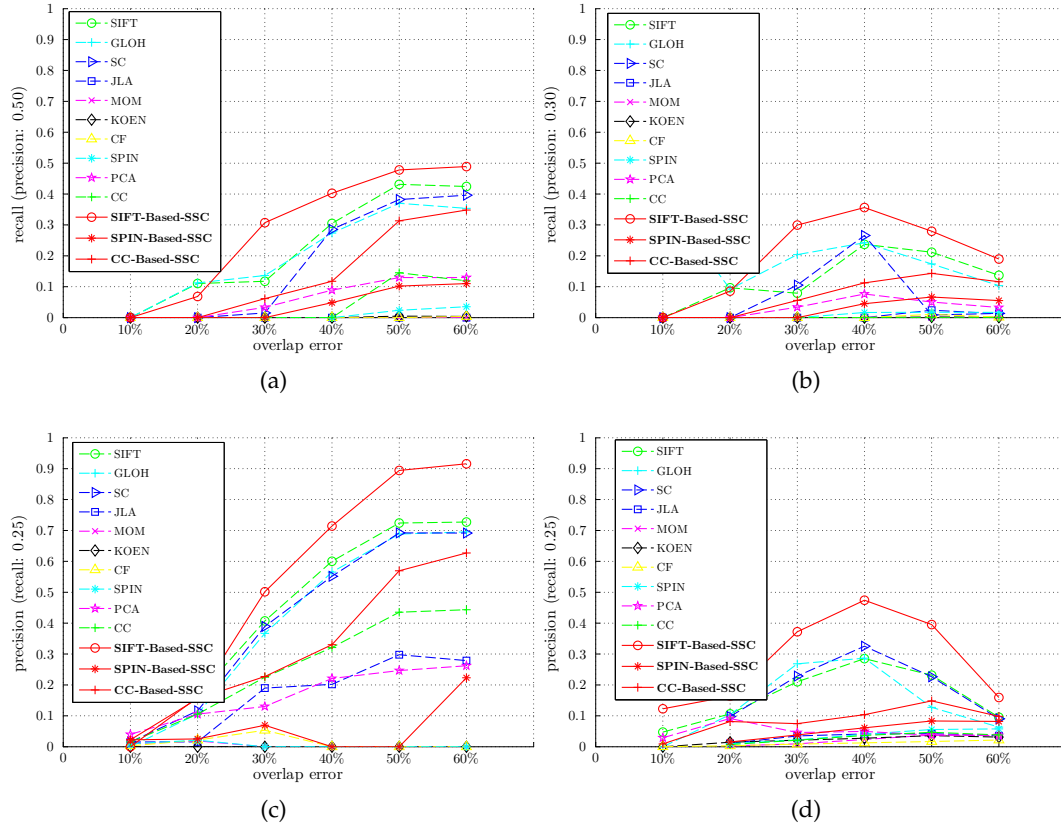 1
0.9
0.8
0.7
0.6
0.5
0.4
0.3
0.2
0.1
0
recall (precision: 0.50)
SIFT
GLOH
SC
JLA
MOM
KOEN
CF
SPIN
PCA
CC
SIFT-Based-SSC
SPIN-Based-SSC
CC-Based-SSC
0 10% 20% 30% 40% 50% 60%
overlap error
(a)
1
0.9
0.8
0.7
0.6
0.5
0.4
0.3
0.2
0.1
0
recall (precision: 0.30)
SIFT
GLOH
SC
JLA
MOM
KOEN
CF
SPIN
PCA
CC
SIFT-Based-SSC
SPIN-Based-SSC
CC-Based-SSC
0 10% 20% 30% 40% 50% 60%
overlap error
(b)
1
0.9
0.8
0.7
0.6
0.5
0.4
0.3
0.2
0.1
0
precision (recall: 0.25)
SIFT
GLOH
SC
JLA
MOM
KOEN
CF
SPIN
PCA
CC
SIFT-Based-SSC
SPIN-Based-SSC
CC-Based-SSC
0 10% 20% 30% 40% 50% 60%
overlap error
(c)
1
0.9
0.8
0.7
0.6
0.5
0.4
0.3
0.2
0.1
0
precision (recall: 0.25)
SIFT
GLOH
SC
JLA
MOM
KOEN
CF
SPIN
PCA
CC
SIFT-Based-SSC
SPIN-Based-SSC
CC-Based-SSC
0 10% 20% 30% 40% 50% 60%
overlap error
(d)